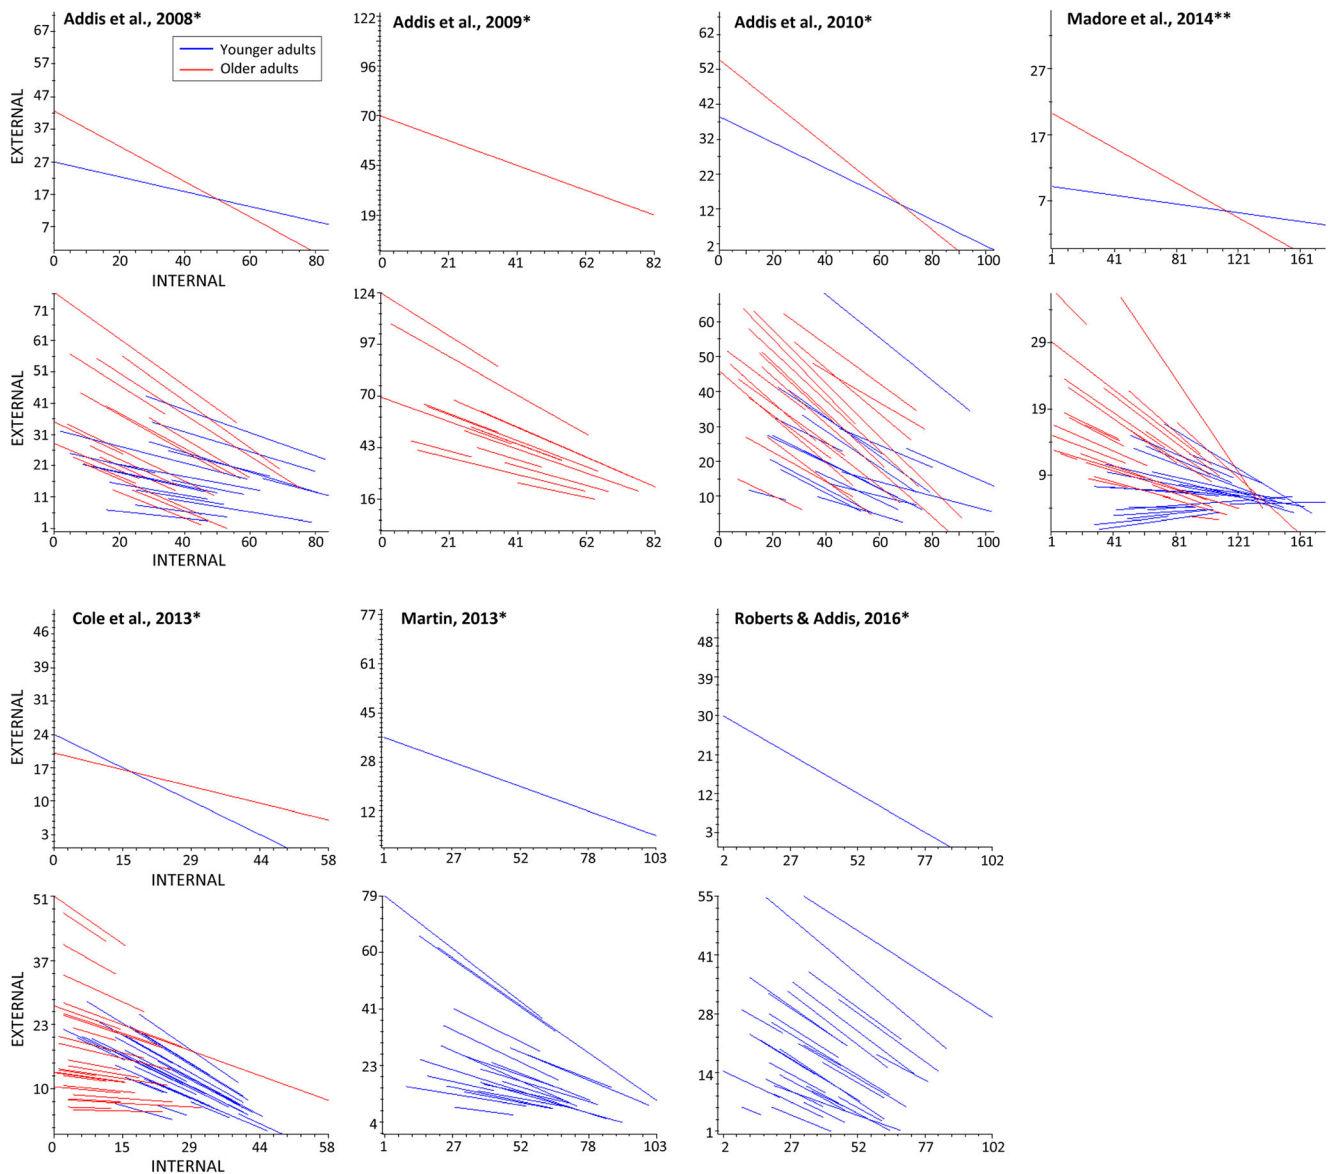 Addis et al., 2008*
Addis et al., 2009*
Addis et al., 2010*
Madore et al., 2014**
Younger adults
Older adults
EXTERNAL
67
57
47
37
27
17
7
0 20 40 60 80
INTERNAL
122
96
70
45
19
0 21 41 62 82
62
52
42
32
22
12
2
0 20 40 60 80 100
27
17
7
1 41 81 121 161
EXTERNAL
71
61
51
41
31
21
11
1
0 20 40 60 80
INTERNAL
124
97
70
43
16
0 21 41 62 82
60
50
40
30
20
10
0 20 40 60 80 100
29
19
9
1 41 81 121 161
Cole et al., 2013*
Martin, 2013*
Roberts & Addis, 2016*
EXTERNAL
46
39
31
24
17
10
3
0 15 29 44 58
INTERNAL
77
61
45
28
12
1 27 52 78 103
48
39
30
21
12
3
2 27 52 77 102
EXTERNAL
51
37
23
10
0 15 29 44 58
INTERNAL
79
60
41
23
4
1 27 52 78 103
55
41
28
14
1
2 27 52 77 102